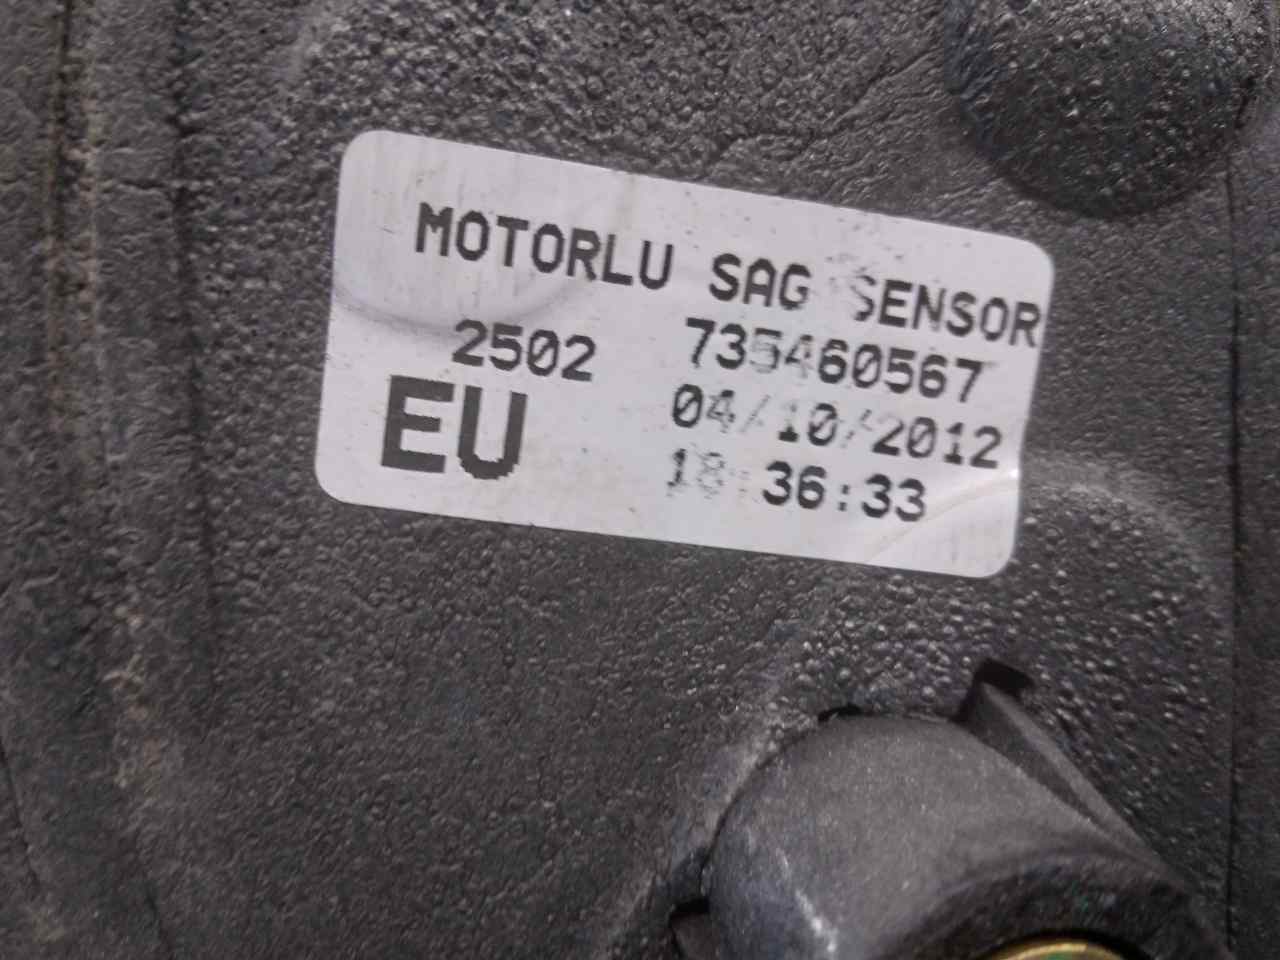 MOTORLU SAG SENSOR
2502 735460567
EU 04/10/2012
18:36:33